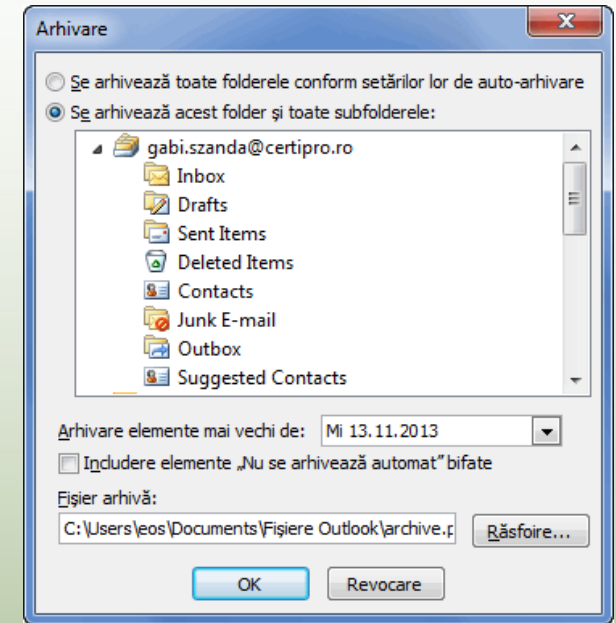 Arhivare
Se arhivează toate folderele conform setărilor lor de auto-arhivare
Se arhivează acest folder și toate subfolderele:
gabi.szanda@certipro.ro
Inbox
Drafts
Sent Items
Deleted Items
Contacts
Junk E-mail
Outbox
Suggested Contacts
Arhivare elemente mai vechi de: Mi 13.11.2013
Includere elemente „Nu se arhivează automat” bifate
Fișier arhivă:
C:\Users\eos\Documents\Fișiere Outlook\archive.p Răsfoire...
OK Revocare